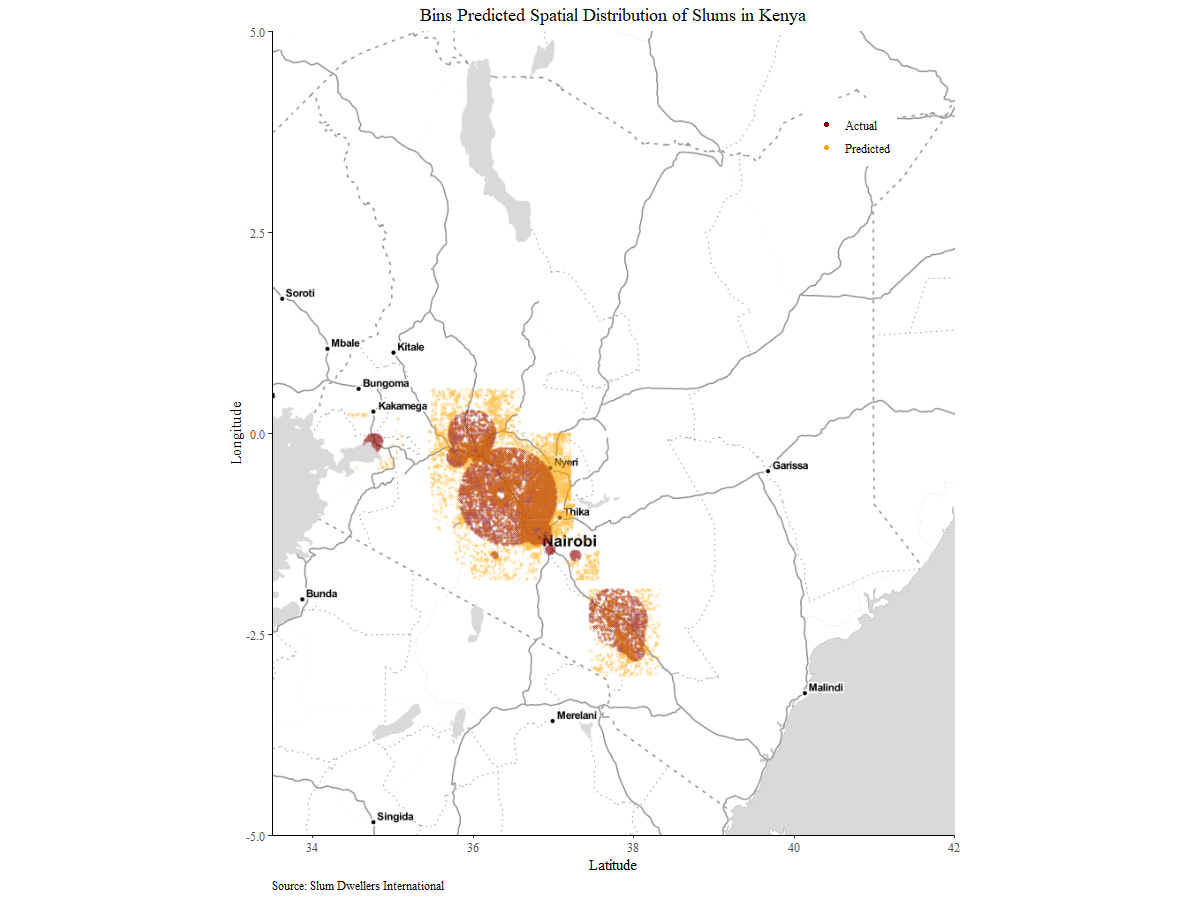 Bins Predicted Spatial Distribution of Slums in Kenya
5.0
Actual
Predicted
2.5
Soroti
Mbale
Kitale
Bungoma
Kakamega
Longitude
0.0
Nyeri
Garissa
Thika
Nairobi
Bunda
-2.5
Malindi
Merelani
Singida
-5.0
34 36 38 40 42
Latitude
Source: Slum Dwellers International